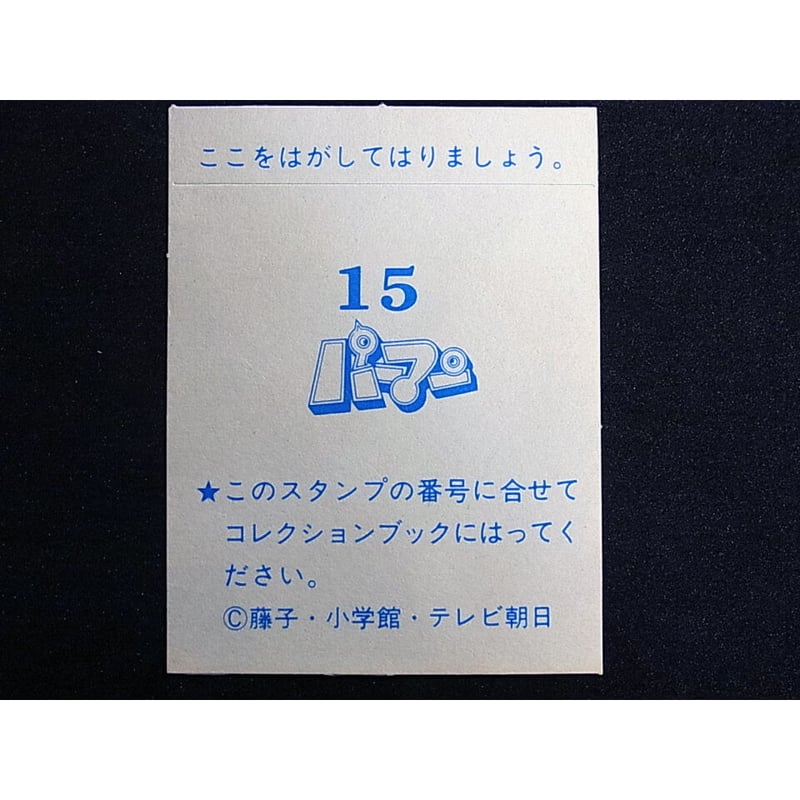 ここをはがしてはりましょう。
15
パーマン
★このスタンプの番号に合せて
コレクションブックにはってく
ださい。
Ⓒ藤子・小学館・テレビ朝日